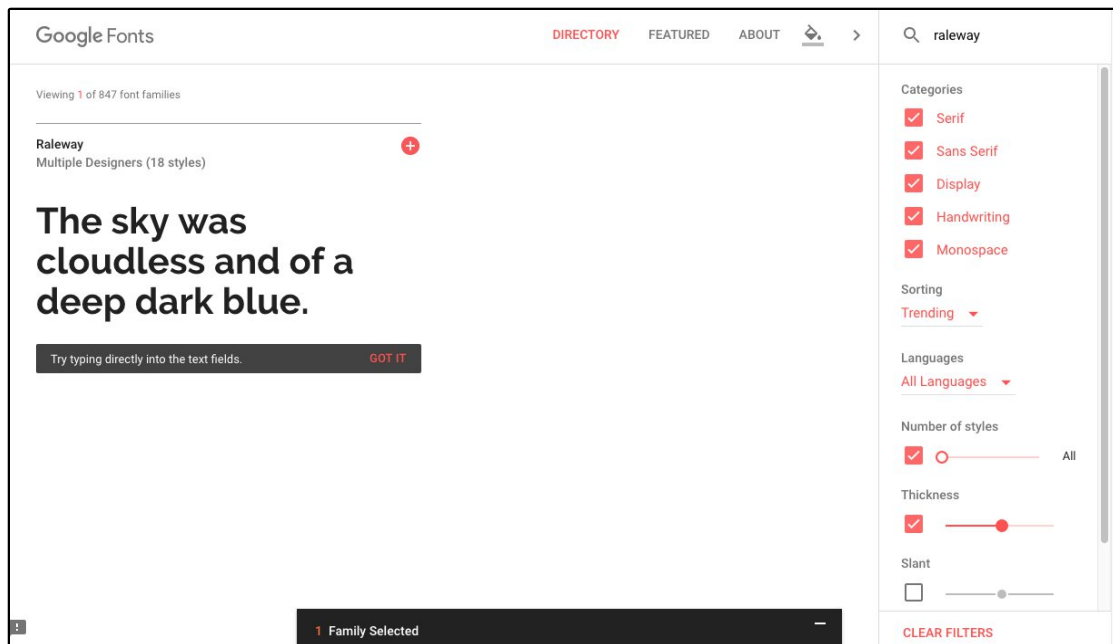 Google Fonts
DIRECTORY FEATURED ABOUT
raleway
Viewing 1 of 847 font families
Raleway
Multiple Designers (18 styles)
The sky was
cloudless and of a
deep dark blue.
Try typing directly into the text fields. GOT IT
Categories
Serif
Sans Serif
Display
Handwriting
Monospace
Sorting
Trending
Languages
All Languages
Number of styles
All
Thickness
Slant
1 Family Selected
CLEAR FILTERS